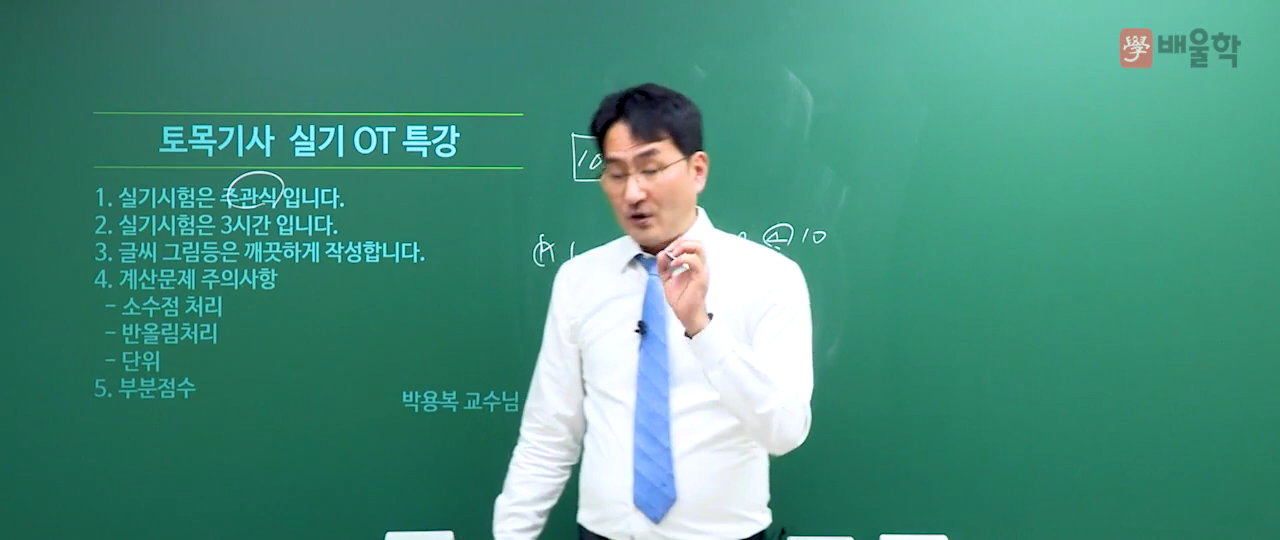 學 배울학
토목기사 실기 OT 특강
1. 실기시험은 주관식 입니다.
2. 실기시험은 3시간 입니다.
3. 글씨 그림등은 깨끗하게 작성합니다.
4. 계산문제 주의사항
- 소수점 처리
- 반올림처리
- 단위
5. 부분점수
박용복 교수님
10
10